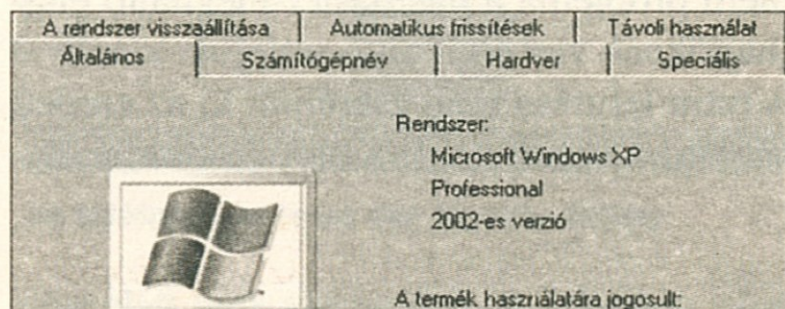 A rendszer visszaállítása Automatikus frissítések Távoli használat
Általános Számítógépnév Hardver Speciális
Rendszer:
Microsoft Windows XP
Professional
2002-es verzió
A termék használatára jogosult: